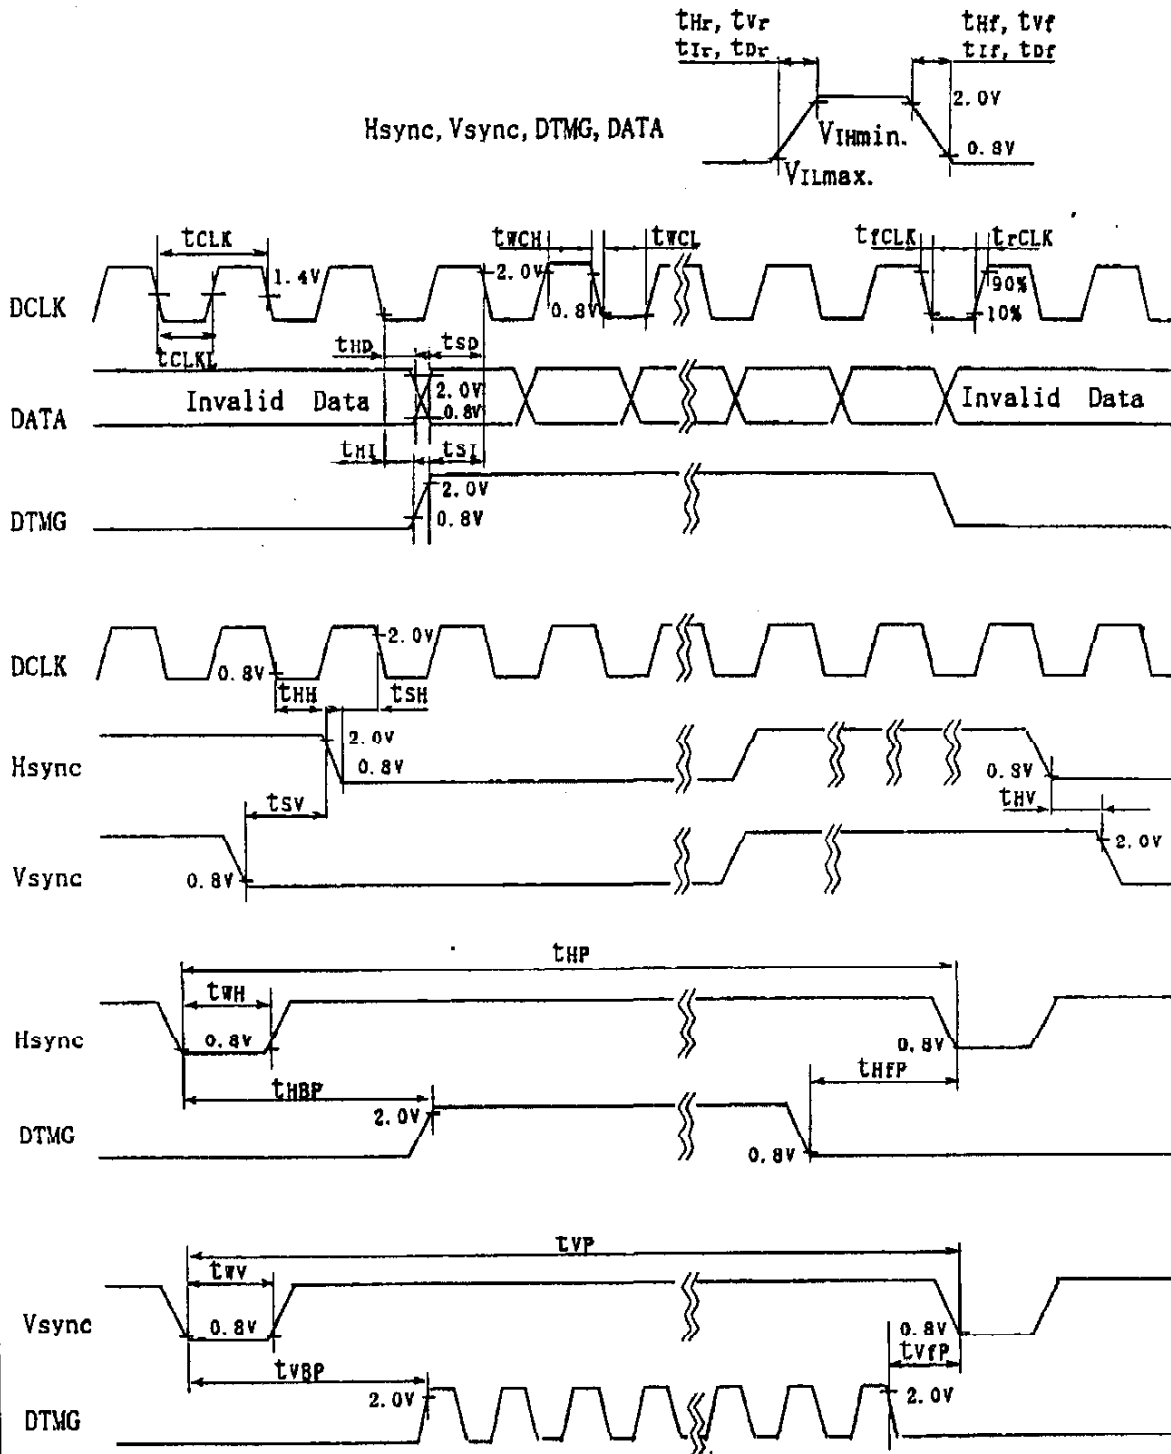 tHr, tVr
tIr, tDr
tHf, tVf
tIf, tDf
2.0V
Hsync, Vsync, DTMG, DATA
VIHmin.
0.8V
VILmax.
tCLK
tWCH
tWCL
tfCLK
trCLK
1.4V
2.0V
90%
DCLK
0.8V
10%
tCLKL
tHD
tSD
Invalid Data
2.0V
0.8V
Invalid Data
DATA
tHI
tSI
2.0V
DTMG
0.8V
2.0V
DCLK
0.8V
tHH
tSH
2.0V
Hsync
0.8V
0.8V
tSV
tHV
2.0V
Vsync
0.8V
tHP
tWH
Hsync
0.8V
0.8V
tHBP
tHfP
2.0V
DTMG
0.8V
tVP
tWV
Vsync
0.8V
0.8V
tVBP
tVfP
2.0V
2.0V
DTMG